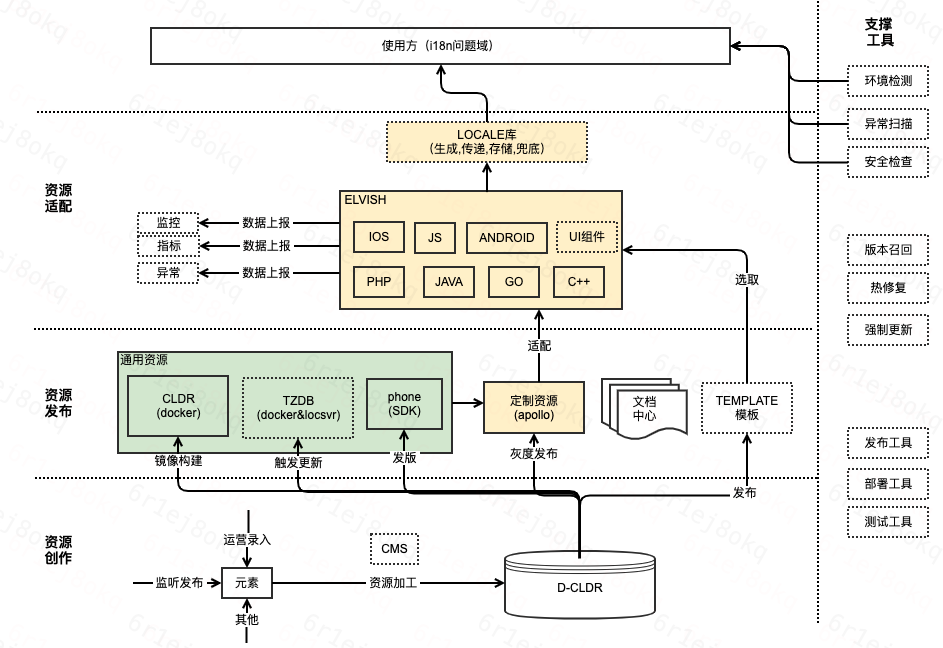 使用方（i18n问题域）
支撑
工具
环境检测
异常扫描
安全检查
LOCALE库
（生成,传递,存储,兜底）
资源
适配
ELVISH
IOS
JS
ANDROID
UI组件
PHP
JAVA
GO
C++
监控
数据上报
指标
数据上报
异常
数据上报
选取
版本召回
热修复
强制更新
适配
通用资源
CLDR
(docker)
TZDB
(docker&locsvr)
phone
(SDK)
资源
发布
定制资源
(apollo)
文档
中心
TEMPLATE
模板
镜像构建
触发更新
发版
灰度发布
发布
发布工具
部署工具
测试工具
资源
创作
运营录入
CMS
监听发布
元素
资源加工
D-CLDR
其他
6r1ej8okq